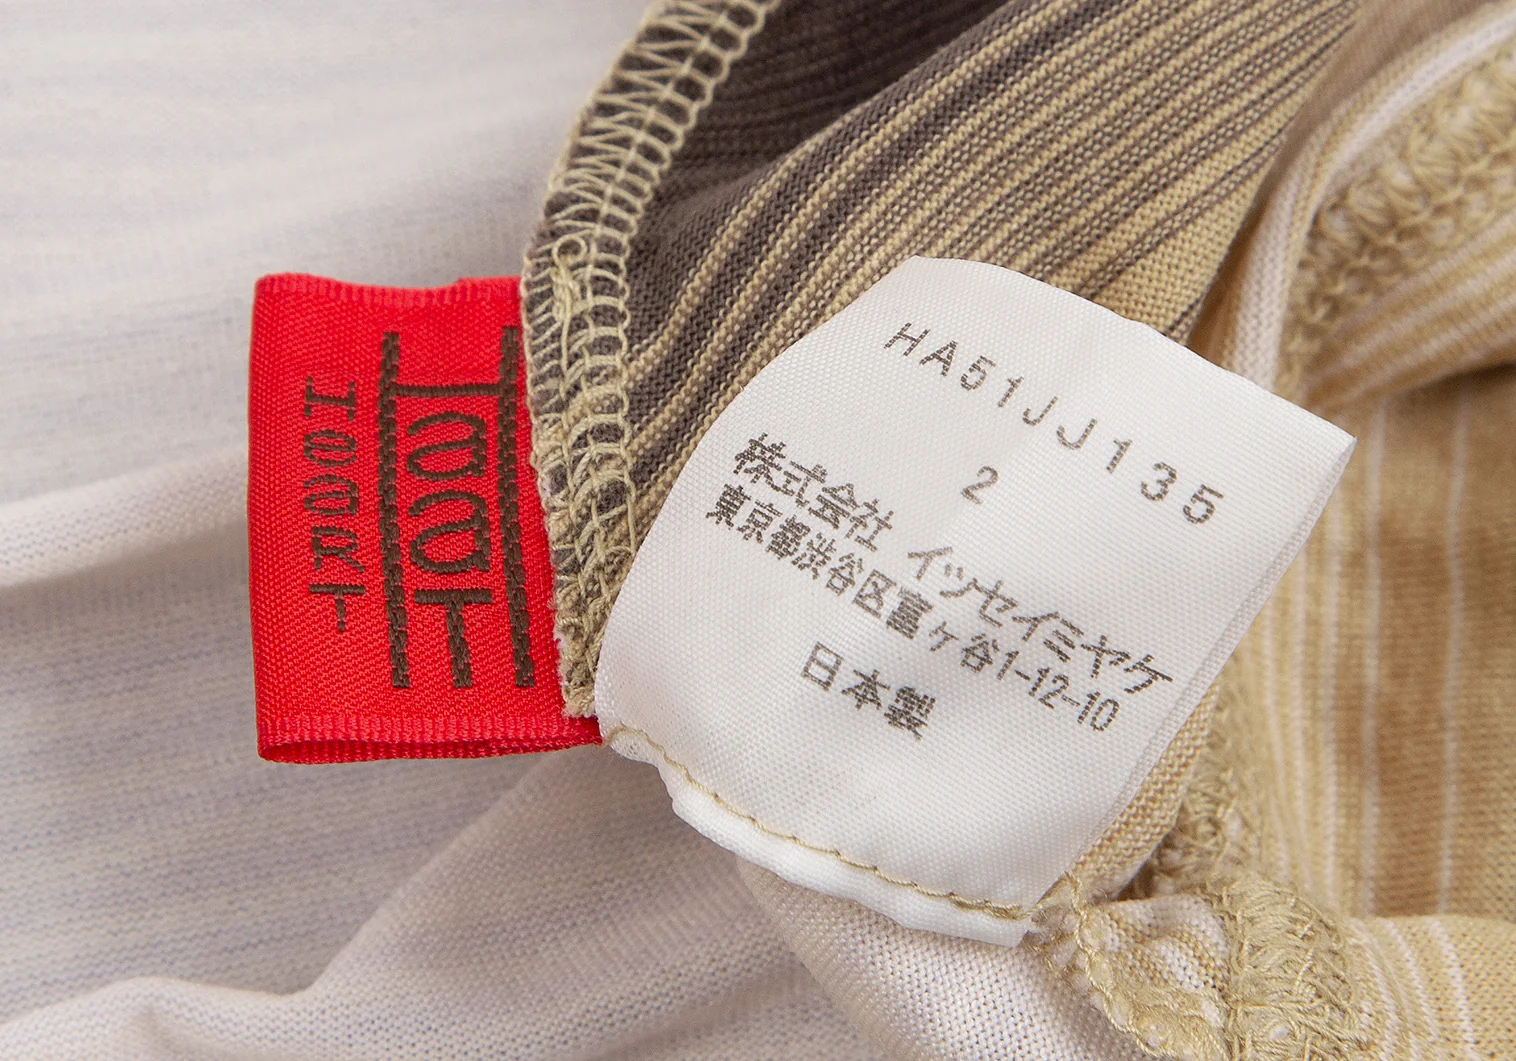 HaaT
HeaRT
HA51JJ135
2
株式会社 イッセイミヤケ
東京都渋谷区富ヶ谷1-12-10
日本製